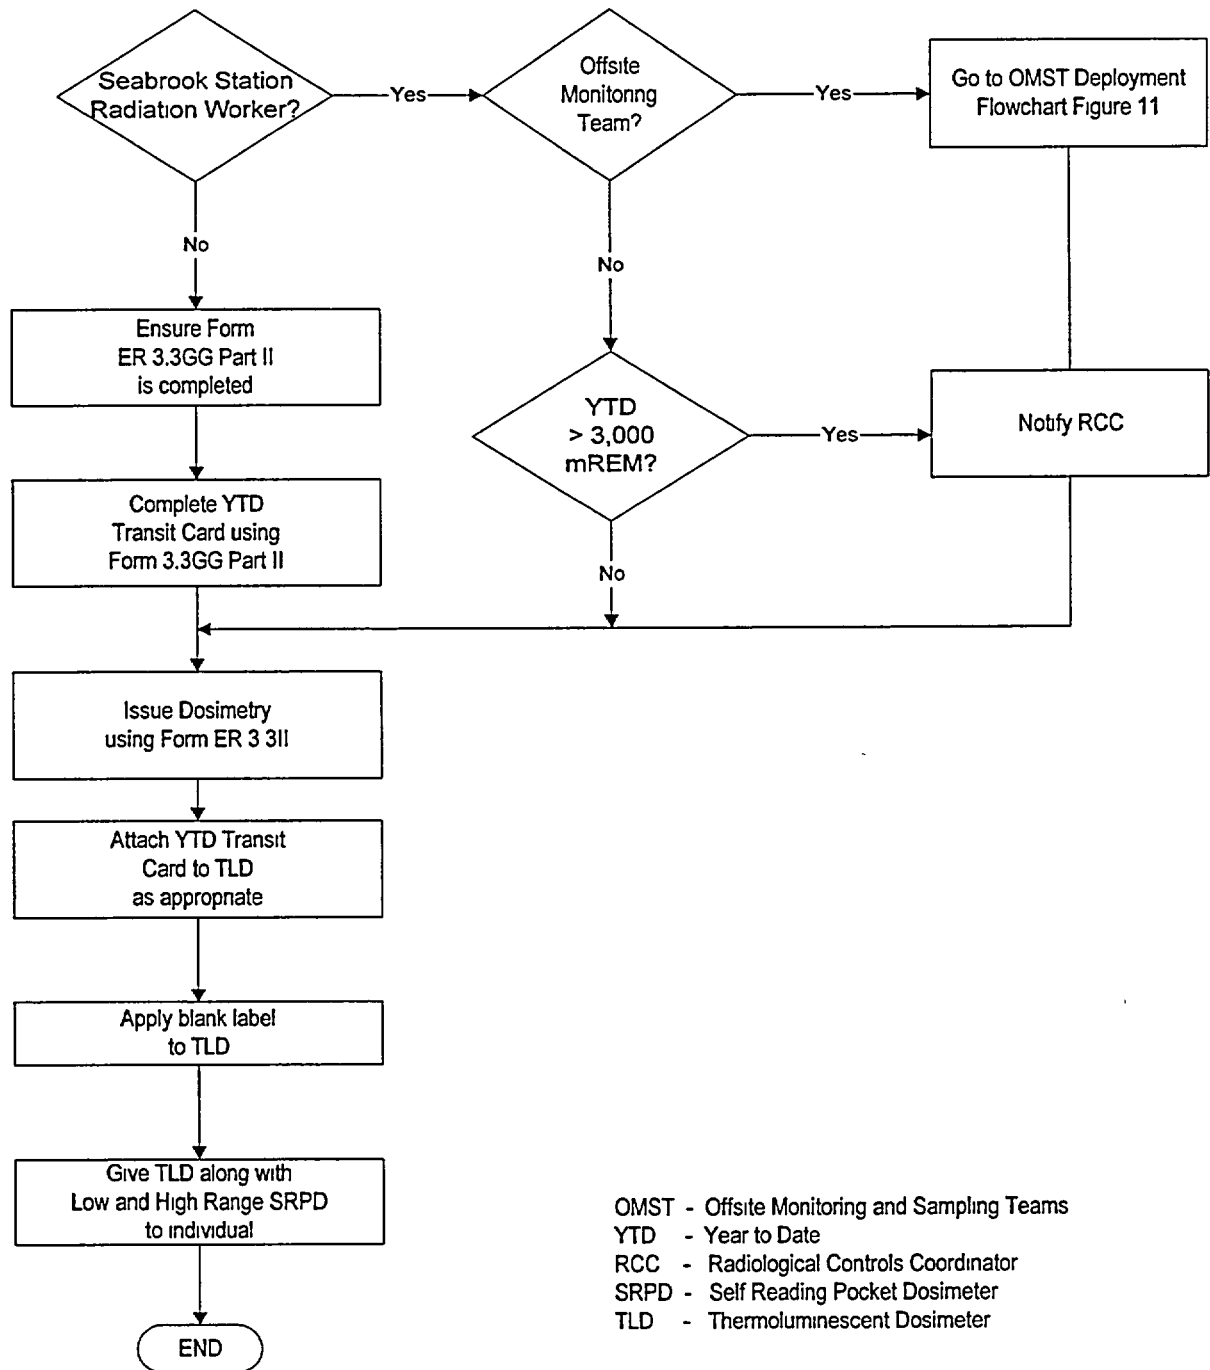 Seabrook Station
Radiation Worker?
Yes
Offsite
Monitoring
Team?
Yes
Go to OMST Deployment
Flowchart Figure 11
No
No
Ensure Form
ER 3.3GG Part II
is completed
YTD
> 3,000
mREM?
Yes
Notify RCC
Complete YTD
Transit Card using
Form 3.3GG Part II
No
Issue Dosimetry
using Form ER 3 3II
Attach YTD Transit
Card to TLD
as appropriate
Apply blank label
to TLD
Give TLD along with
Low and High Range SRPD
to individual
END
OMST - Offsite Monitoring and Sampling Teams
YTD - Year to Date
RCC - Radiological Controls Coordinator
SRPD - Self Reading Pocket Dosimeter
TLD - Thermoluminescent Dosimeter